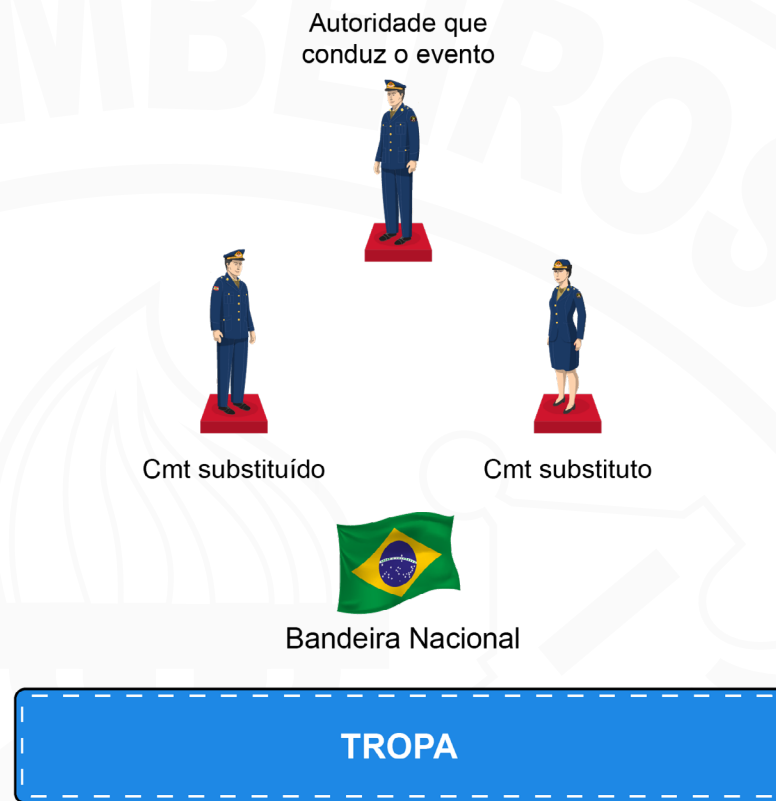 Autoridade que
conduz o evento
Cmt substituído
Cmt substituto
Bandeira Nacional
TROPA